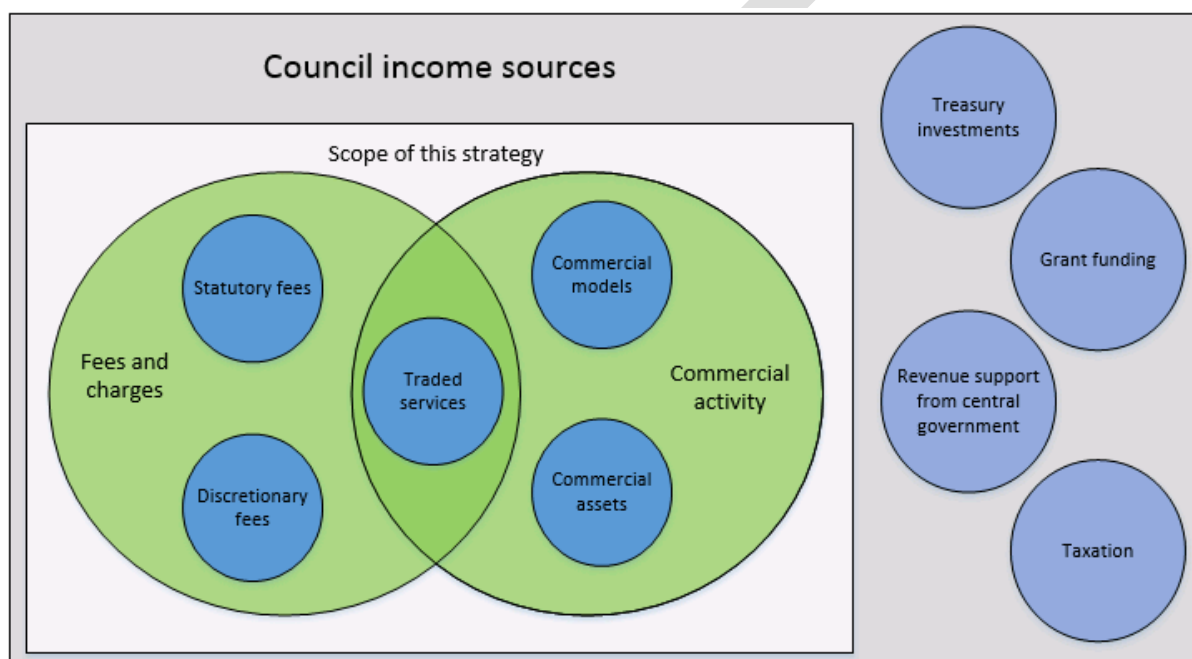 Council income sources
Scope of this strategy
Statutory fees
Fees and
charges
Discretionary
fees
Traded
services
Commercial
models
Commercial
activity
Commercial
assets
Treasury
investments
Grant funding
Revenue support
from central
government
Taxation